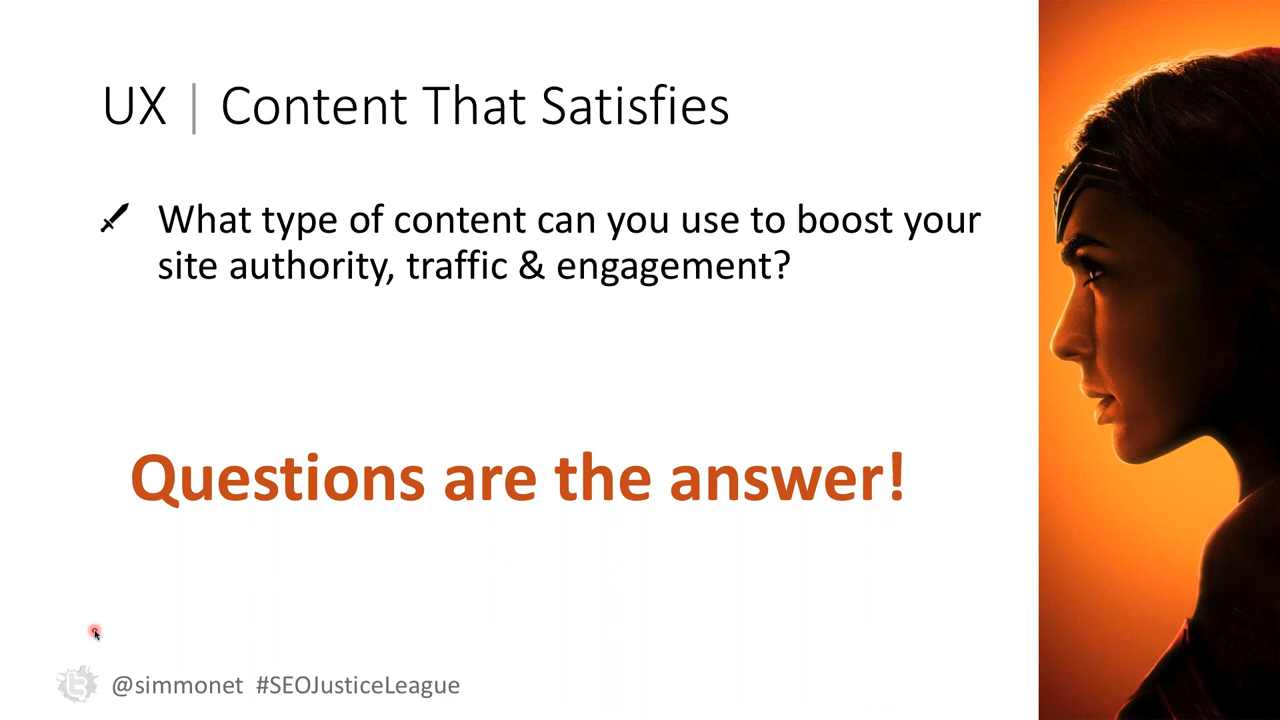 UX | Content That Satisfies
What type of content can you use to boost your
site authority, traffic & engagement?
Questions are the answer!
@simmonet #SEOJusticeLeague